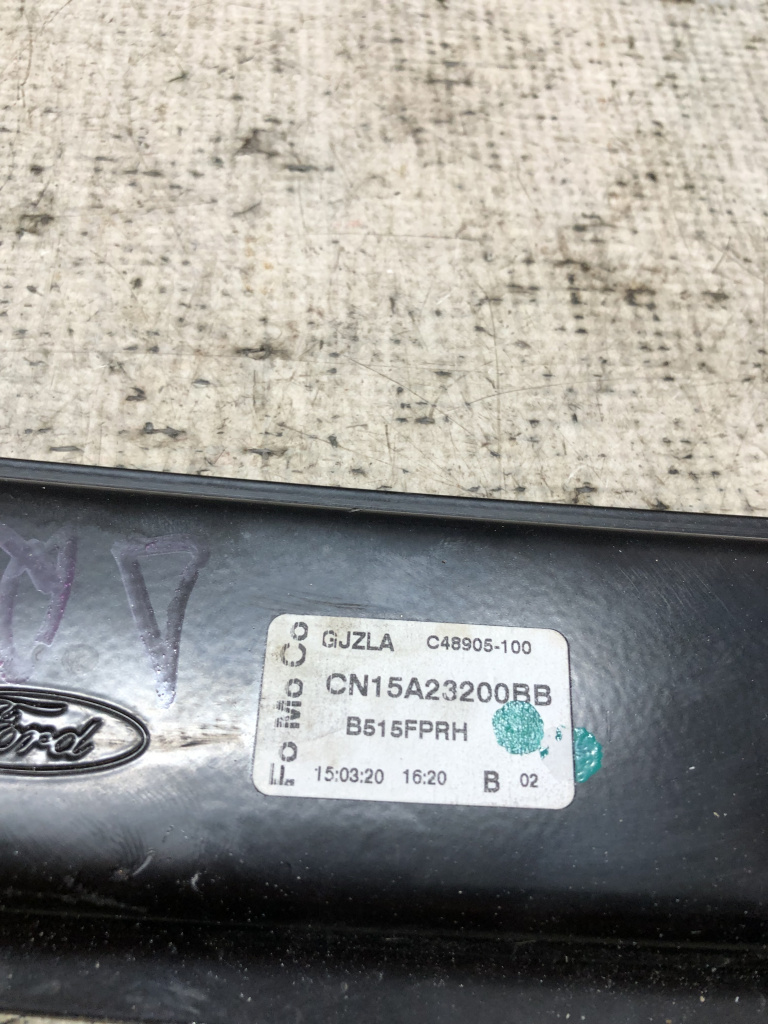 GJZLA C48905-100
Fo Mo Co
CN15A23200BB
B515FPRH
15:03:20 16:20 B 02
Ford